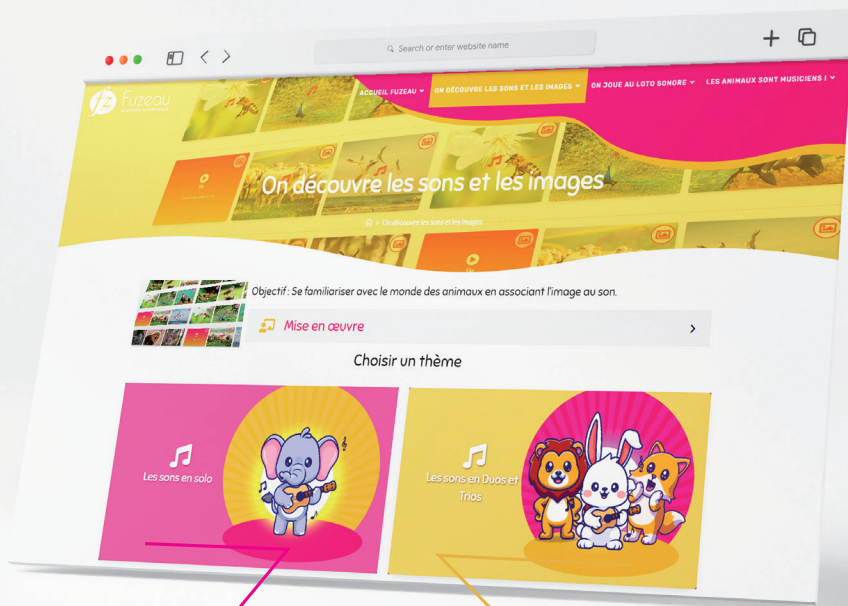 Search or enter website name
Fuzeau
ACCUEIL FUZEAU
ON DÉCOUVRE LES SONS ET LES IMAGES
ON JOUE AU LOTO SONORE
LES ANIMAUX SONT MUSICIENS !
On découvre les sons et les images
> On découvre les sons et les images
Objectif : Se familiariser avec le monde des animaux en associant l'image au son.
Mise en œuvre
Choisir un thème
Les sons en solo
Les sons en Duos et
Trios